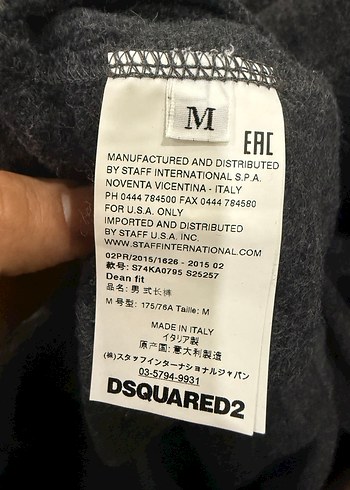 M
EAC
MANUFACTURED AND DISTRIBUTED
BY STAFF INTERNATIONAL S.P.A.
NOVENTA VICENTINA - ITALY
PH 0444 784500 FAX 0444 784580
FOR U.S.A. ONLY
IMPORTED AND DISTRIBUTED
BY STAFF U.S.A. INC.
WWW.STAFFINTERNATIONAL.COM
02PR/2015/1626 - 2015 02
款号: S74KA0795 S25257
Dean fit
品名: 男式长裤
M 号型: 175/76A Taille: M
MADE IN ITALY
イタリア製
原产国: 意大利製造
(株)スタッフインターナショナルジャパン
03-5794-9931
DSQUARED2